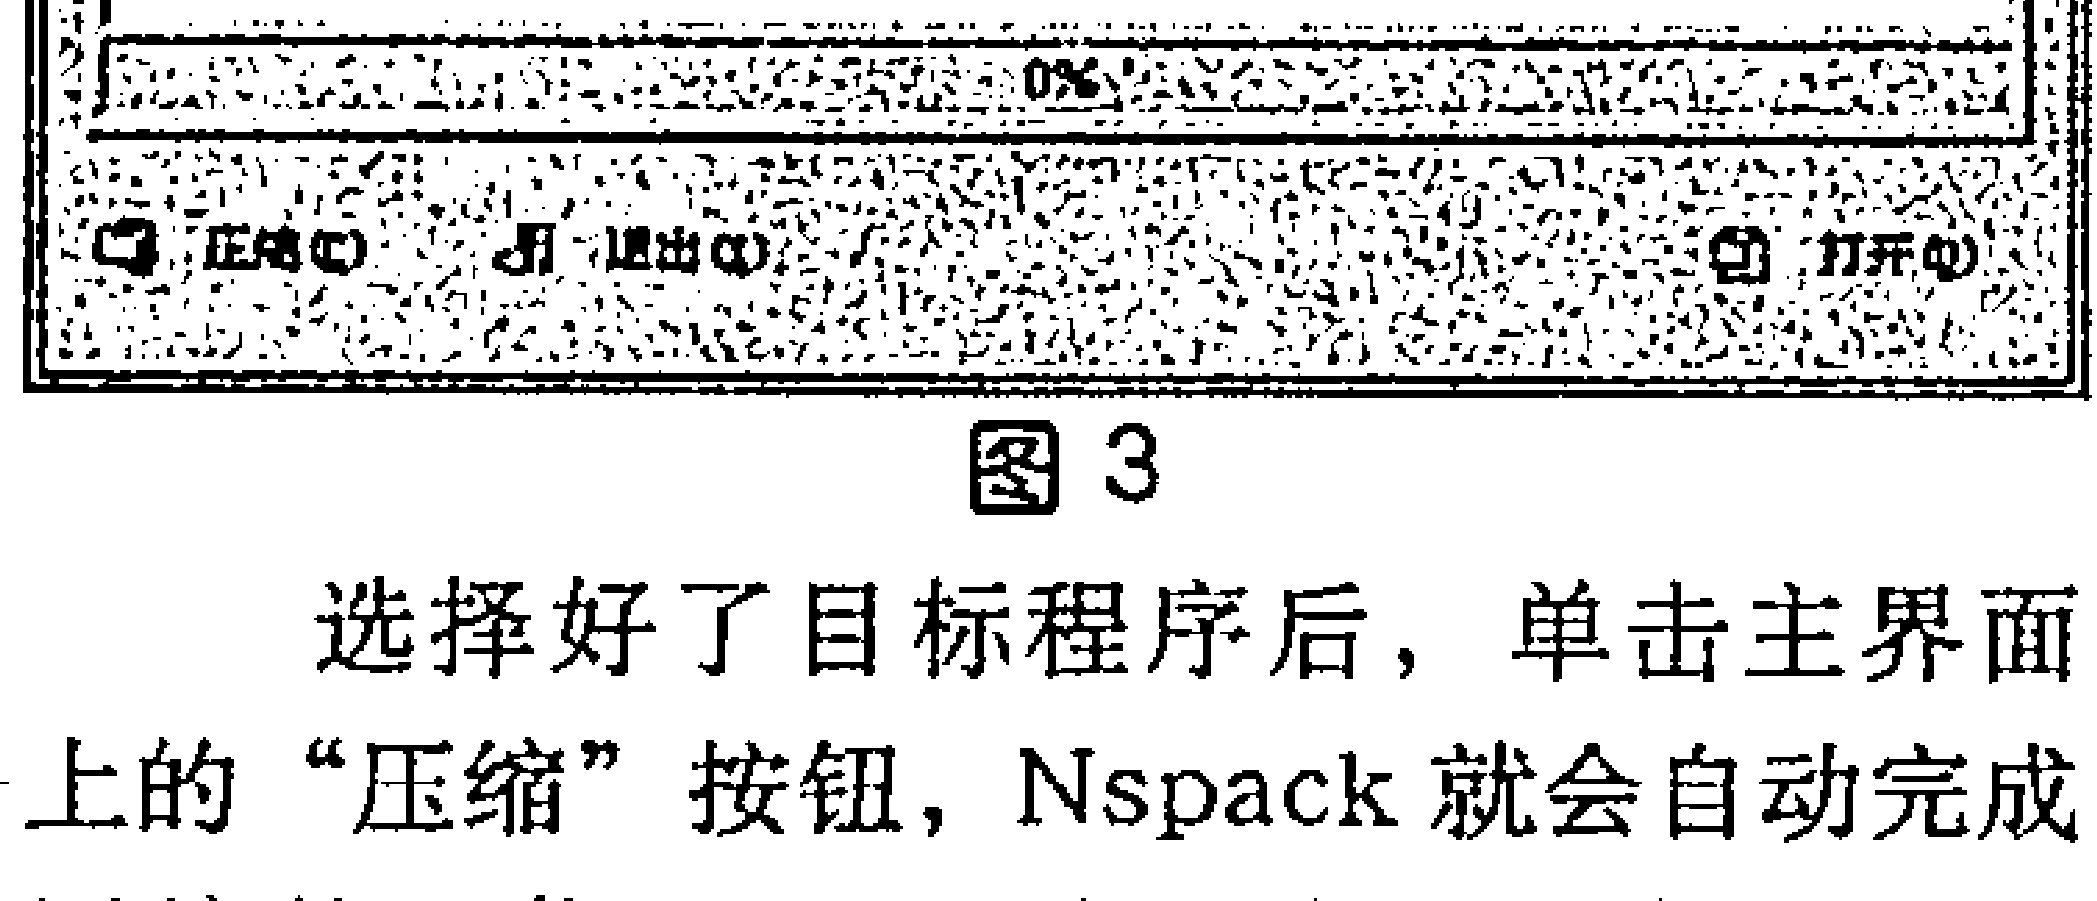 0%
压缩(C) 退出(X) 打开(O)
图 3
选择好了目标程序后，单击主界面
上的“压缩”按钮，Nspack 就会自动完成